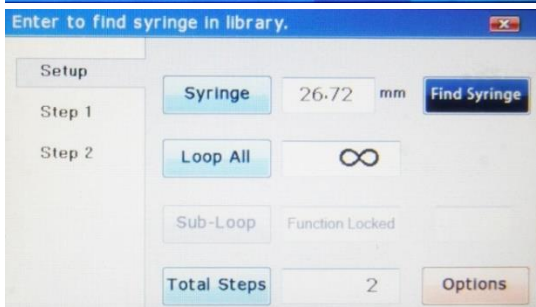 Enter to find syringe in library.
Setup
Syringe 26.72 mm Find Syringe
Step 1
Step 2
Loop All ∞
Sub-Loop Function Locked
Total Steps 2 Options